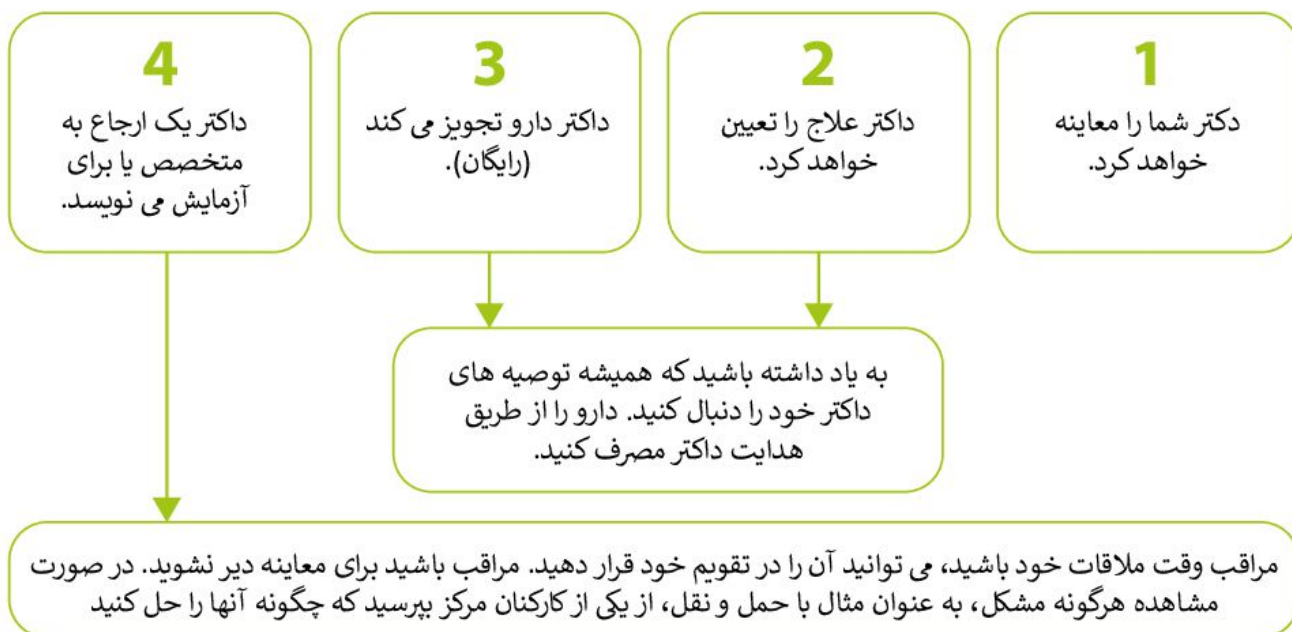 1
دکتر شما را معاینه
خواهد کرد.
2
داکتر علاج را تعیین
خواهد کرد.
3
داکتر دارو تجویز می کند
(رایگان).
4
داکتر یک ارجاع به
متخصص یا برای
آزمایش می نویسد.
به یاد داشته باشید که همیشه توصیه های
داکتر خود را دنبال کنید. دارو را از طریق
هدایت داکتر مصرف کنید.
مراقب وقت ملاقات خود باشید، می توانید آن را در تقویم خود قرار دهید. مراقب باشید برای معاینه دیر نشوید. در صورت
مشاهده هرگونه مشکل، به عنوان مثال با حمل و نقل، از یکی از کارکنان مرکز بپرسید که چگونه آنها را حل کنید